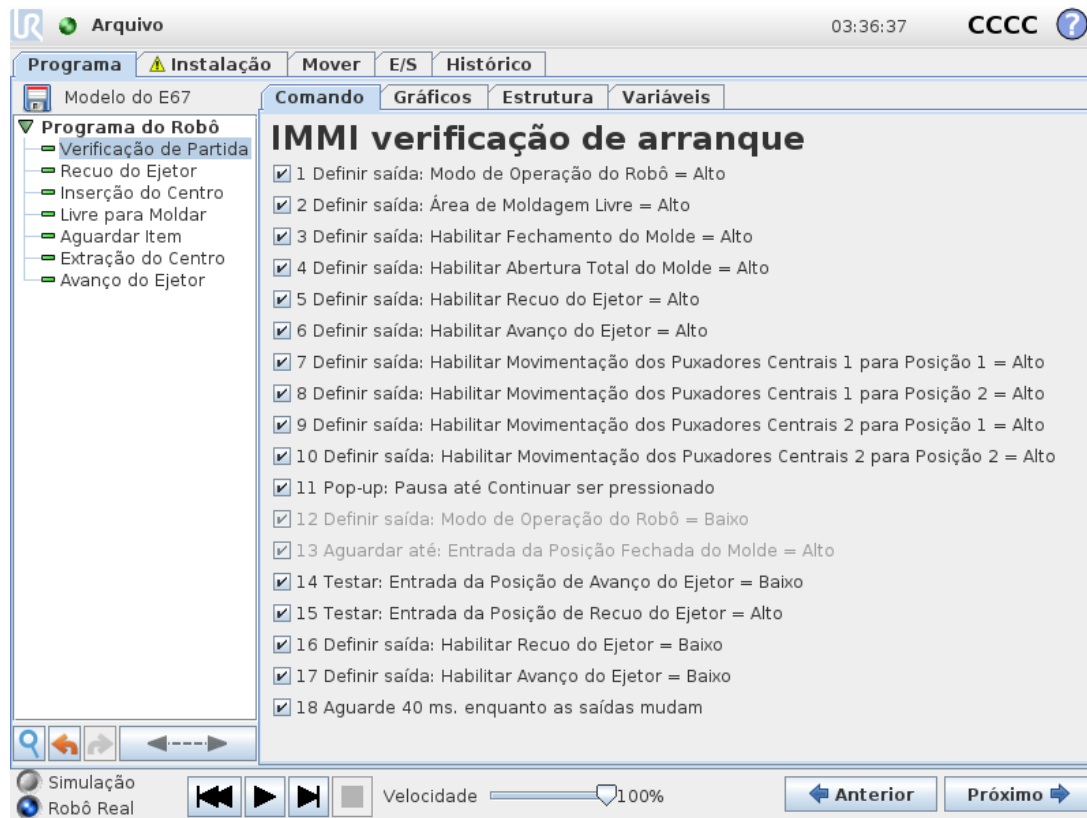 UR Arquivo 03:36:37 CCCC ?
Programa Instalação Mover E/S Histórico
Modelo do E67
Comando Gráficos Estrutura Variáveis
Programa do Robô
Verificação de Partida
Recuo do Ejetor
Inserção do Centro
Livre para Moldar
Aguardar Item
Extração do Centro
Avanço do Ejetor
IMMI verificação de arranque
1 Definir saída: Modo de Operação do Robô = Alto
2 Definir saída: Área de Moldagem Livre = Alto
3 Definir saída: Habilitar Fechamento do Molde = Alto
4 Definir saída: Habilitar Abertura Total do Molde = Alto
5 Definir saída: Habilitar Recuo do Ejetor = Alto
6 Definir saída: Habilitar Avanço do Ejetor = Alto
7 Definir saída: Habilitar Movimentação dos Puxadores Centrais 1 para Posição 1 = Alto
8 Definir saída: Habilitar Movimentação dos Puxadores Centrais 1 para Posição 2 = Alto
9 Definir saída: Habilitar Movimentação dos Puxadores Centrais 2 para Posição 1 = Alto
10 Definir saída: Habilitar Movimentação dos Puxadores Centrais 2 para Posição 2 = Alto
11 Pop-up: Pausa até Continuar ser pressionado
12 Definir saída: Modo de Operação do Robô = Baixo
13 Aguardar até: Entrada da Posição Fechada do Molde = Alto
14 Testar: Entrada da Posição de Avanço do Ejetor = Baixo
15 Testar: Entrada da Posição de Recuo do Ejetor = Alto
16 Definir saída: Habilitar Recuo do Ejetor = Baixo
17 Definir saída: Habilitar Avanço do Ejetor = Baixo
18 Aguarde 40 ms. enquanto as saídas mudam
Simulação
Robô Real
Velocidade 100%
Anterior Próximo